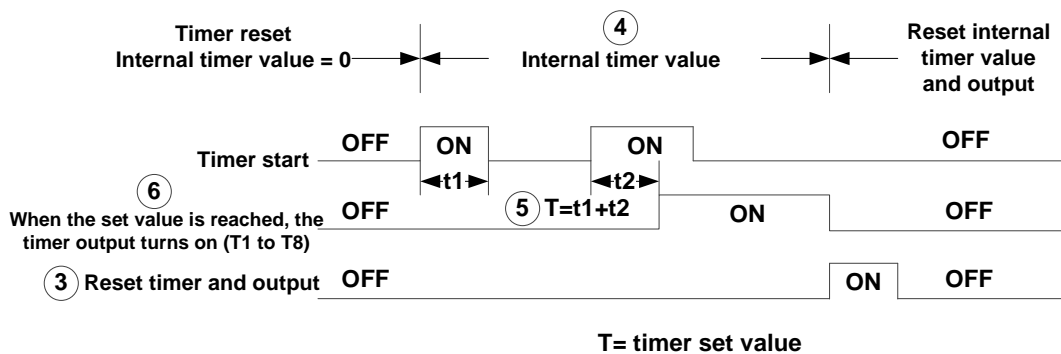 Timer reset
Internal timer value = 0
4
Internal timer value
Reset internal
timer value
and output
Timer start
OFF
ON
ON
OFF
t1
t2
6
When the set value is reached, the
timer output turns on (T1 to T8)
OFF
5 T=t1+t2
ON
OFF
3 Reset timer and output
OFF
ON
OFF
T= timer set value